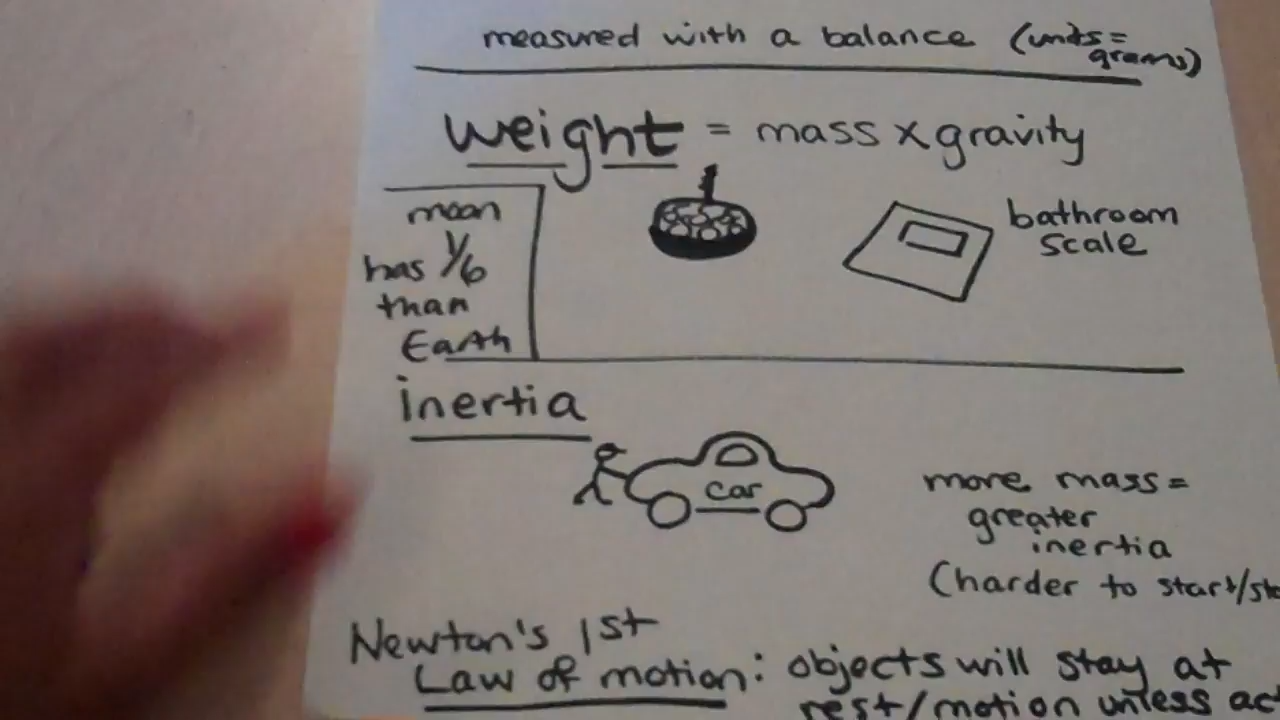 measured with a balance (units=
grams)
weight = mass x gravity
moon
has 1/6
than
Earth
bathroom
scale
inertia
car
more mass =
greater
inertia
(harder to start/sto
Newton's 1st
Law of motion: objects will stay at
rest/motion unless ac